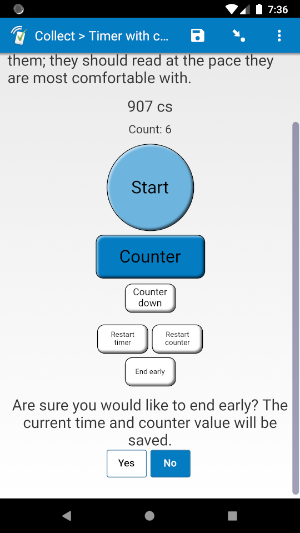 7:36
Collect > Timer with c...
them; they should read at the pace they
are most comfortable with.
907 cs
Count: 6
Start
Counter
Counter
down
Restart
timer
Restart
counter
End early
Are sure you would like to end early? The
current time and counter value will be
saved.
Yes
No